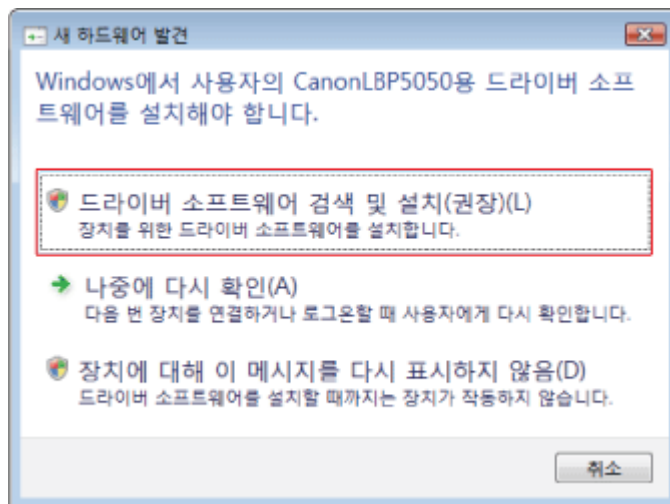 새 하드웨어 발견
Windows에서 사용자의 CanonLBP5050용 드라이버 소프
트웨어를 설치해야 합니다.
드라이버 소프트웨어 검색 및 설치(권장)(L)
장치를 위한 드라이버 소프트웨어를 설치합니다.
나중에 다시 확인(A)
다음 번 장치를 연결하거나 로그온할 때 사용자에게 다시 확인합니다.
장치에 대해 이 메시지를 다시 표시하지 않음(D)
드라이버 소프트웨어를 설치할 때까지는 장치가 작동하지 않습니다.
취소